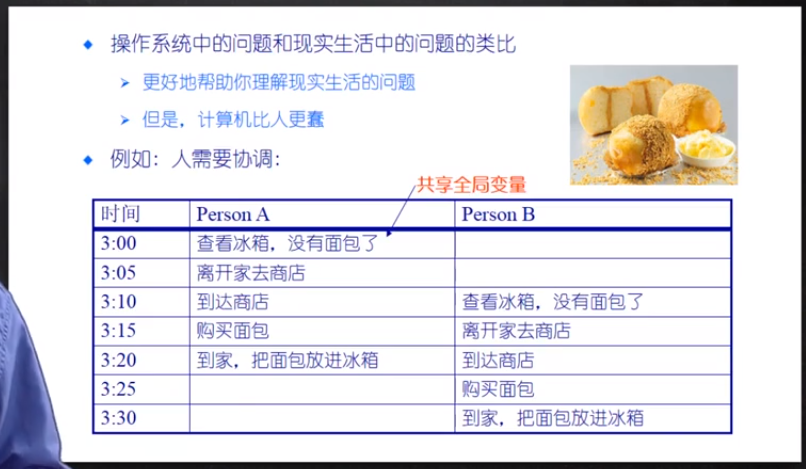 操作系统中的问题和现实生活中的问题的类比
更好地帮助你理解现实生活的问题
但是，计算机比人更蠢
例如：人需要协调：
共享全局变量
时间 Person A Person B
3:00 查看冰箱，没有面包了
3:05 离开家去商店
3:10 到达商店 查看冰箱，没有面包了
3:15 购买面包 离开家去商店
3:20 到家，把面包放进冰箱 到达商店
3:25 购买面包
3:30 到家，把面包放进冰箱